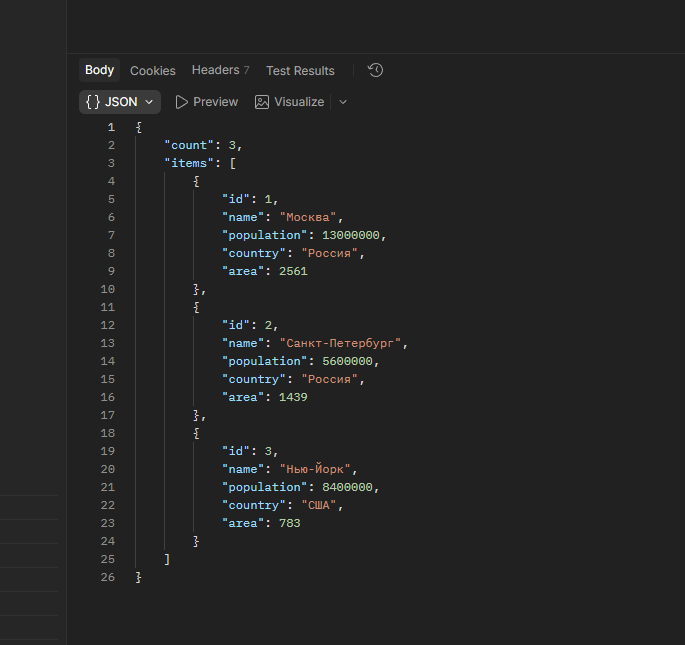 Body Cookies Headers 7 Test Results
{} JSON Preview Visualize
1 {
2 "count": 3,
3 "items": [
4 {
5 "id": 1,
6 "name": "Москва",
7 "population": 13000000,
8 "country": "Россия",
9 "area": 2561
10 },
11 {
12 "id": 2,
13 "name": "Санкт-Петербург",
14 "population": 5600000,
15 "country": "Россия",
16 "area": 1439
17 },
18 {
19 "id": 3,
20 "name": "Нью-Йорк",
21 "population": 8400000,
22 "country": "США",
23 "area": 783
24 }
25 ]
26 }